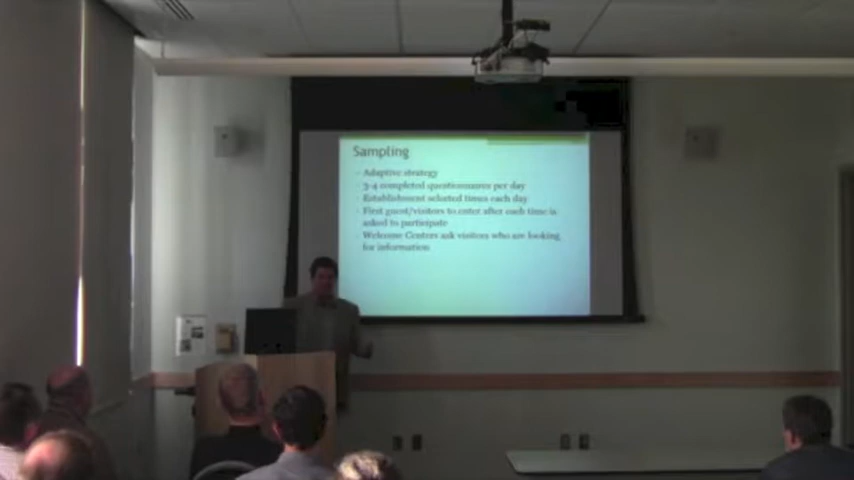 Sampling
Adaptive strategy
3-4 completed questionnaires per day
Establishment selected times each day
First guest/visitors to enter after each time is
asked to participate
Welcome Centers ask visitors who are looking
for information